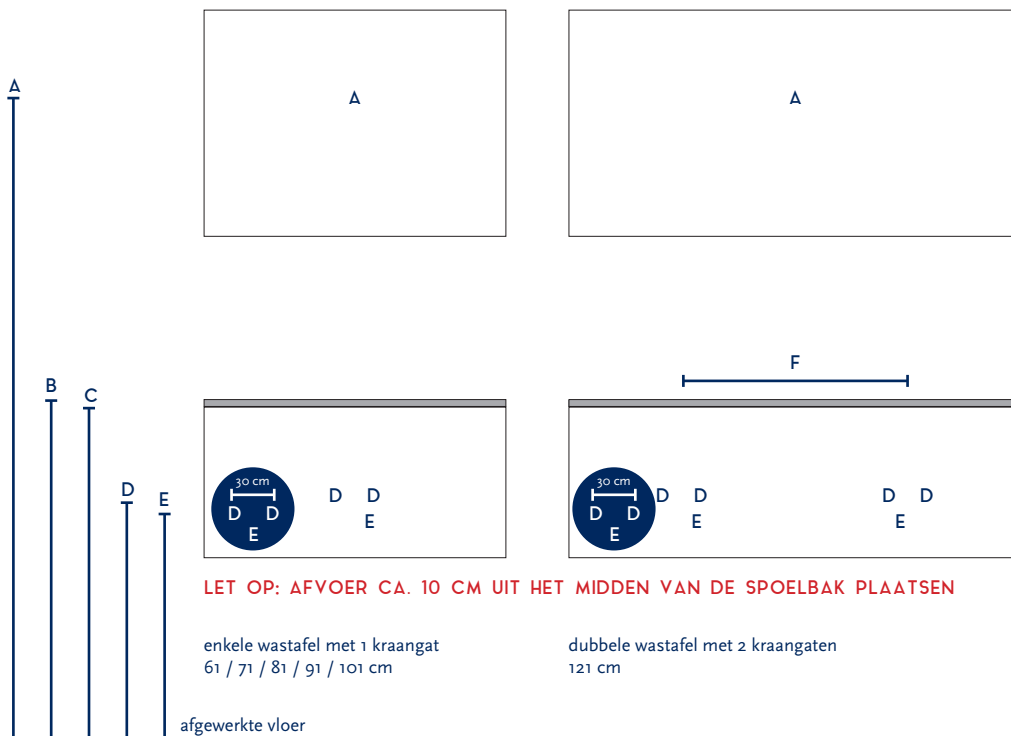 A
A
A
F
B
C
30 cm
30 cm
D
E
D D
D D
D D
D D
D D
E
E
E
E
E
LET OP: AFVOER CA. 10 CM UIT HET MIDDEN VAN DE SPOELBAK PLAATSEN
enkele wastafel met 1 kraangat
61 / 71 / 81 / 91 / 101 cm
dubbele wastafel met 2 kraangaten
121 cm
afgewerkte vloer